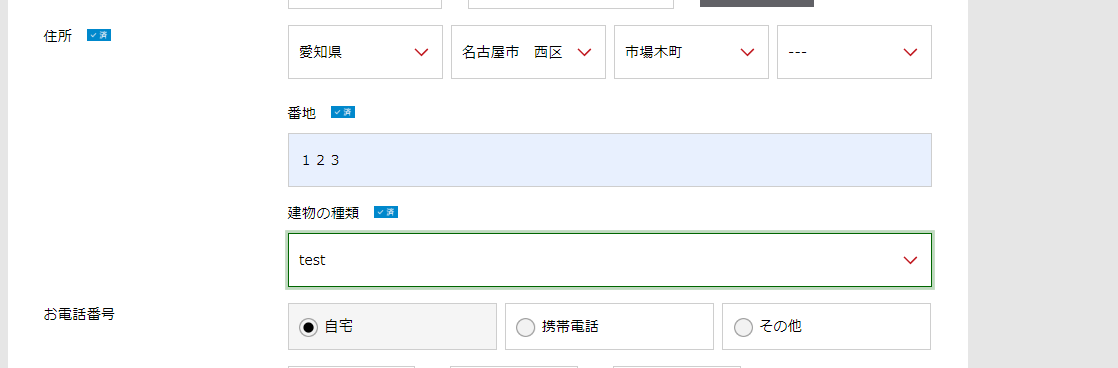 住所 ✓ 済
愛知県 名古屋市　西区 市場木町 ---
番地 ✓ 済
１２３
建物の種類 ✓ 済
test
お電話番号
自宅 携帯電話 その他